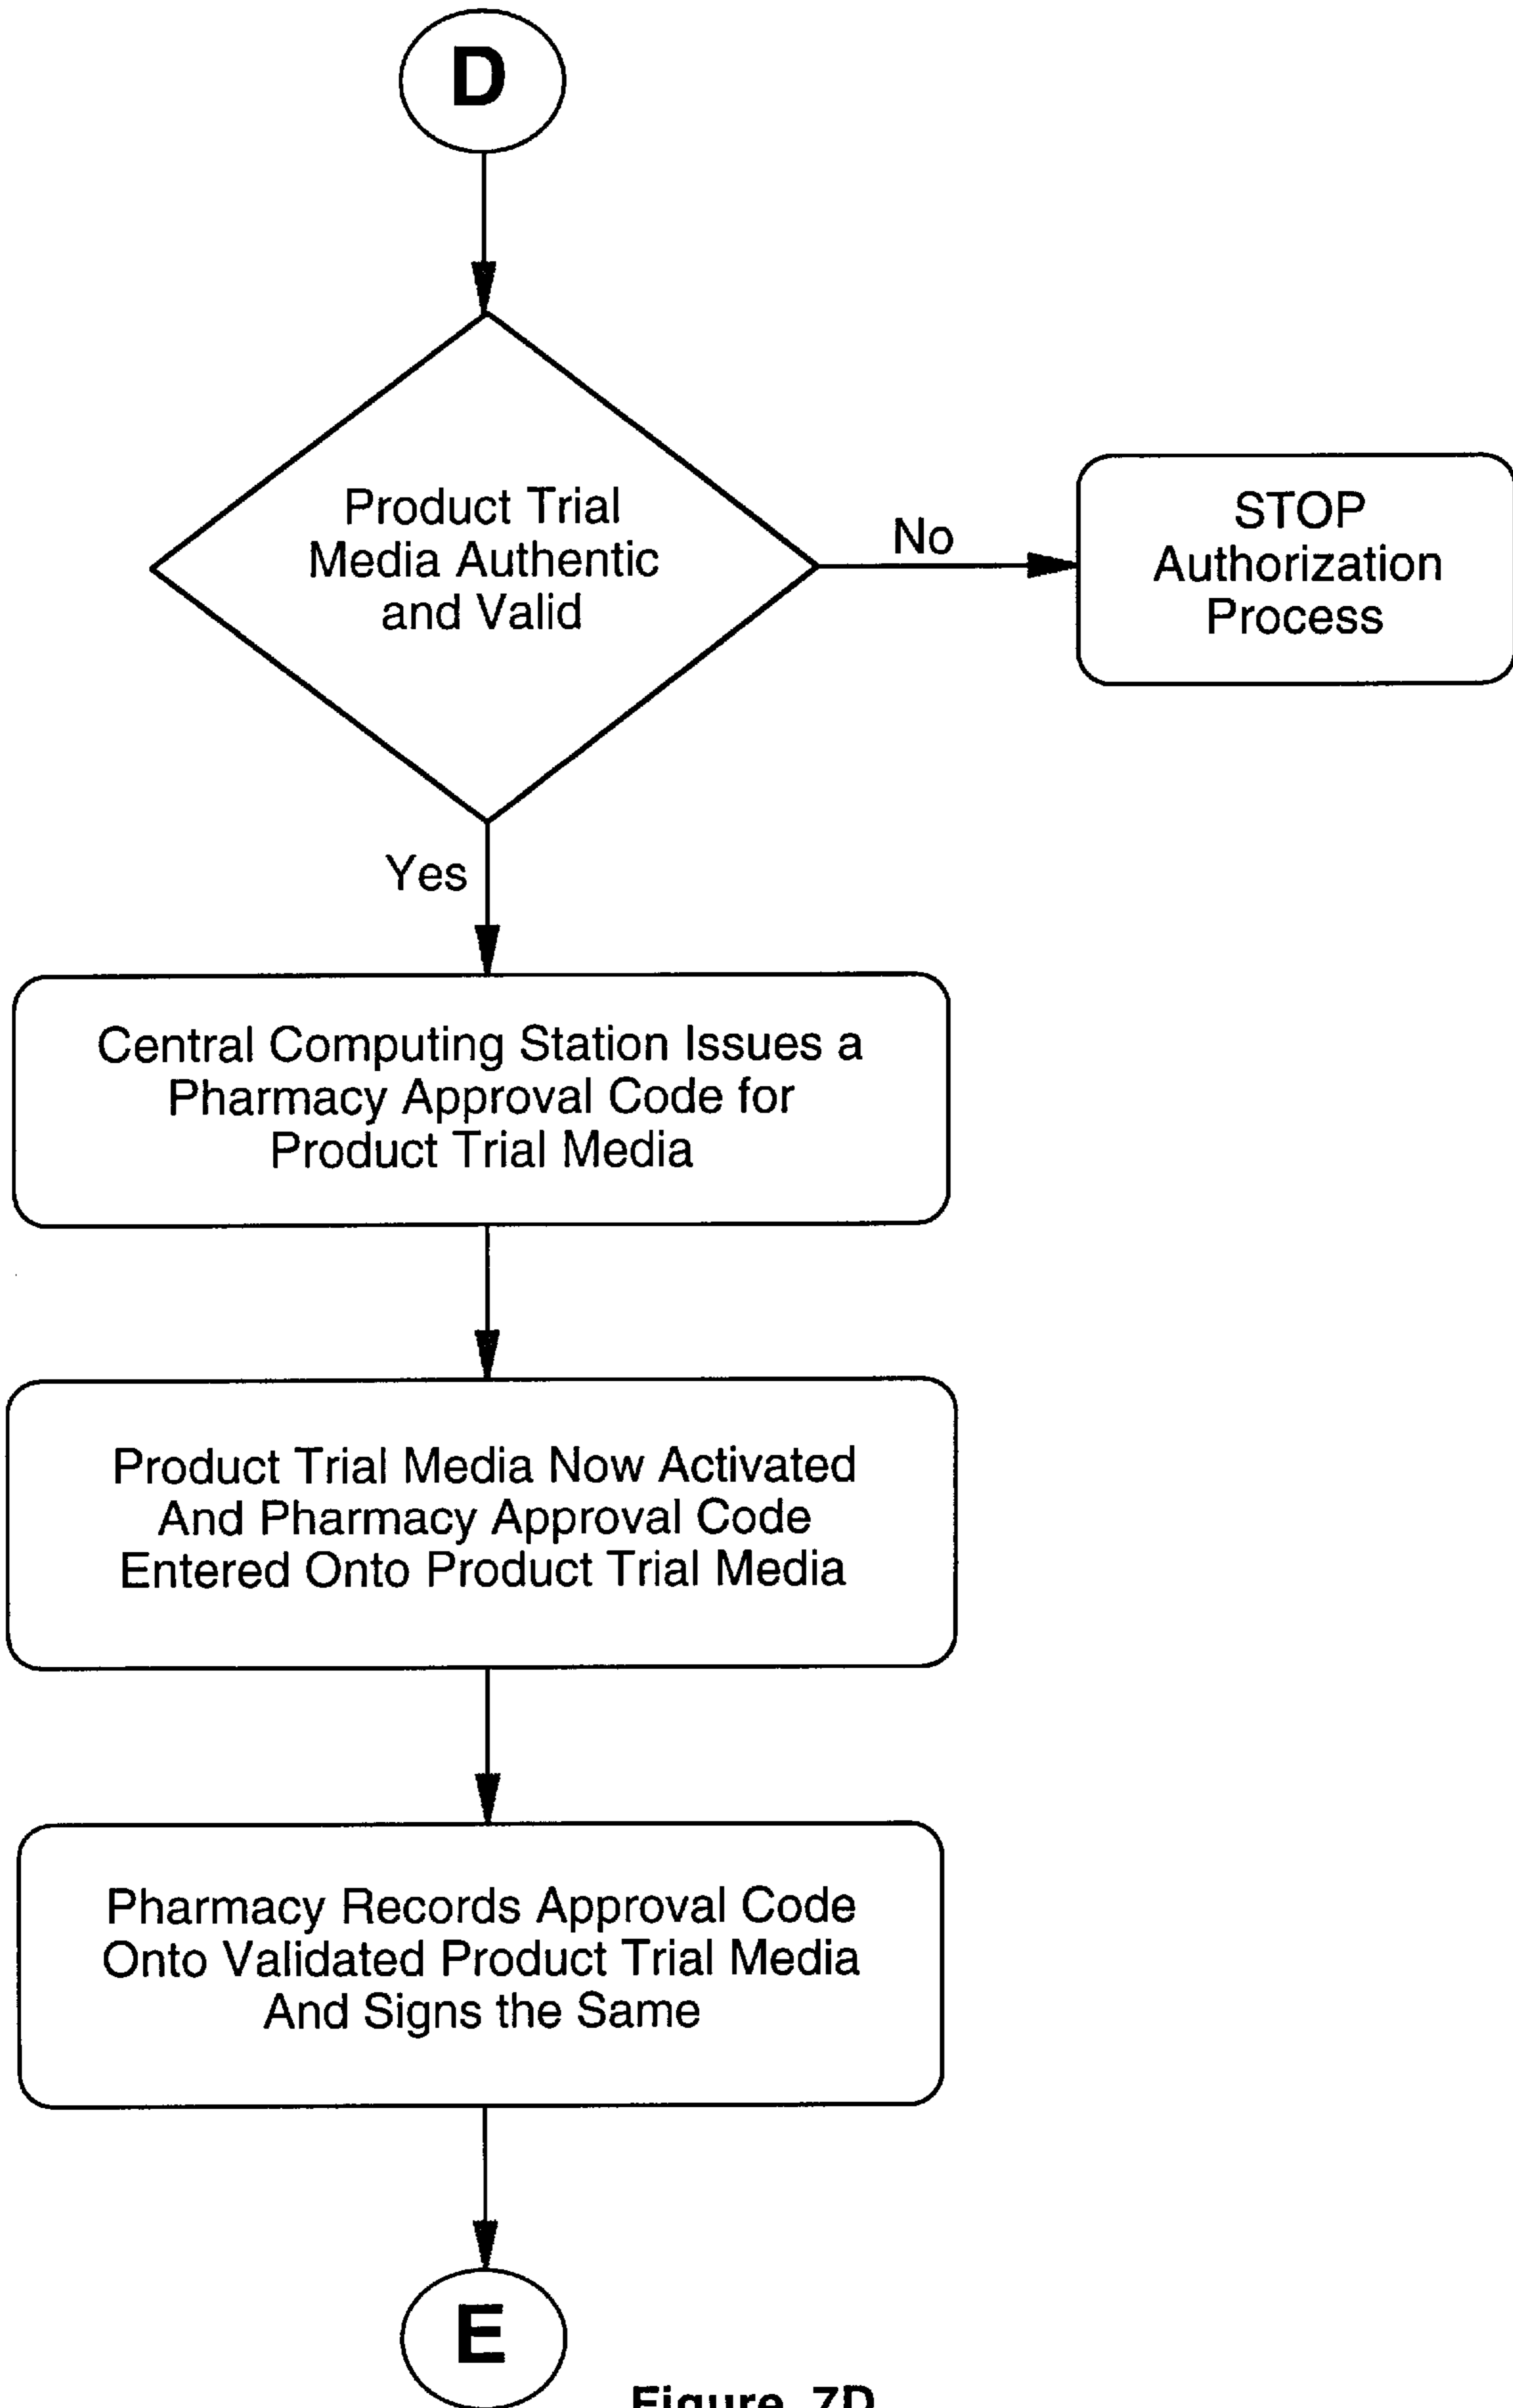 D
Product Trial
Media Authentic
and Valid
No
STOP
Authorization
Process
Yes
Central Computing Station Issues a
Pharmacy Approval Code for
Product Trial Media
Product Trial Media Now Activated
And Pharmacy Approval Code
Entered Onto Product Trial Media
Pharmacy Records Approval Code
Onto Validated Product Trial Media
And Signs the Same
E
Figure 7D